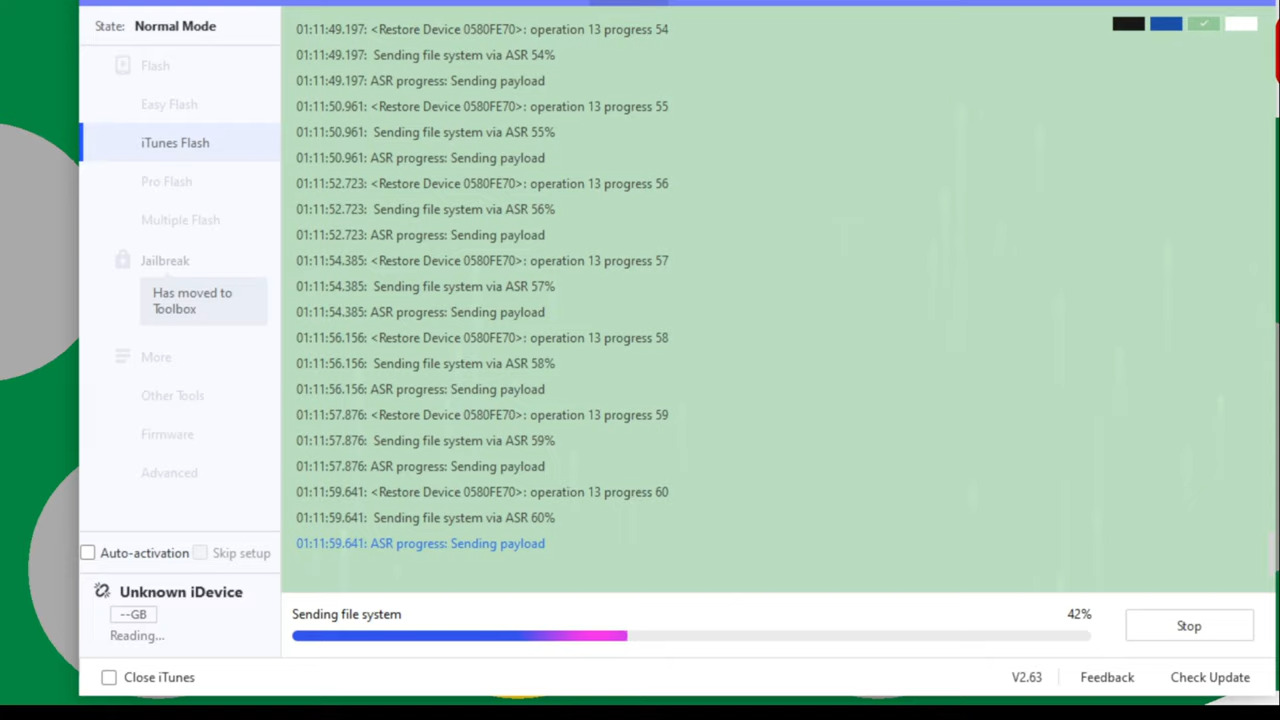 State: Normal Mode
Flash
Easy Flash
iTunes Flash
Pro Flash
Multiple Flash
Jailbreak
Has moved to
Toolbox
More
Other Tools
Firmware
Advanced
Auto-activation Skip setup
Unknown iDevice
--GB
Reading...
Close iTunes
01:11:49.197: <Restore Device 0580FE70>: operation 13 progress 54
01:11:49.197: Sending file system via ASR 54%
01:11:49.197: ASR progress: Sending payload
01:11:50.961: <Restore Device 0580FE70>: operation 13 progress 55
01:11:50.961: Sending file system via ASR 55%
01:11:50.961: ASR progress: Sending payload
01:11:52.723: <Restore Device 0580FE70>: operation 13 progress 56
01:11:52.723: Sending file system via ASR 56%
01:11:52.723: ASR progress: Sending payload
01:11:54.385: <Restore Device 0580FE70>: operation 13 progress 57
01:11:54.385: Sending file system via ASR 57%
01:11:54.385: ASR progress: Sending payload
01:11:56.156: <Restore Device 0580FE70>: operation 13 progress 58
01:11:56.156: Sending file system via ASR 58%
01:11:56.156: ASR progress: Sending payload
01:11:57.876: <Restore Device 0580FE70>: operation 13 progress 59
01:11:57.876: Sending file system via ASR 59%
01:11:57.876: ASR progress: Sending payload
01:11:59.641: <Restore Device 0580FE70>: operation 13 progress 60
01:11:59.641: Sending file system via ASR 60%
01:11:59.641: ASR progress: Sending payload
Sending file system 42%
Stop
V2.63 Feedback Check Update